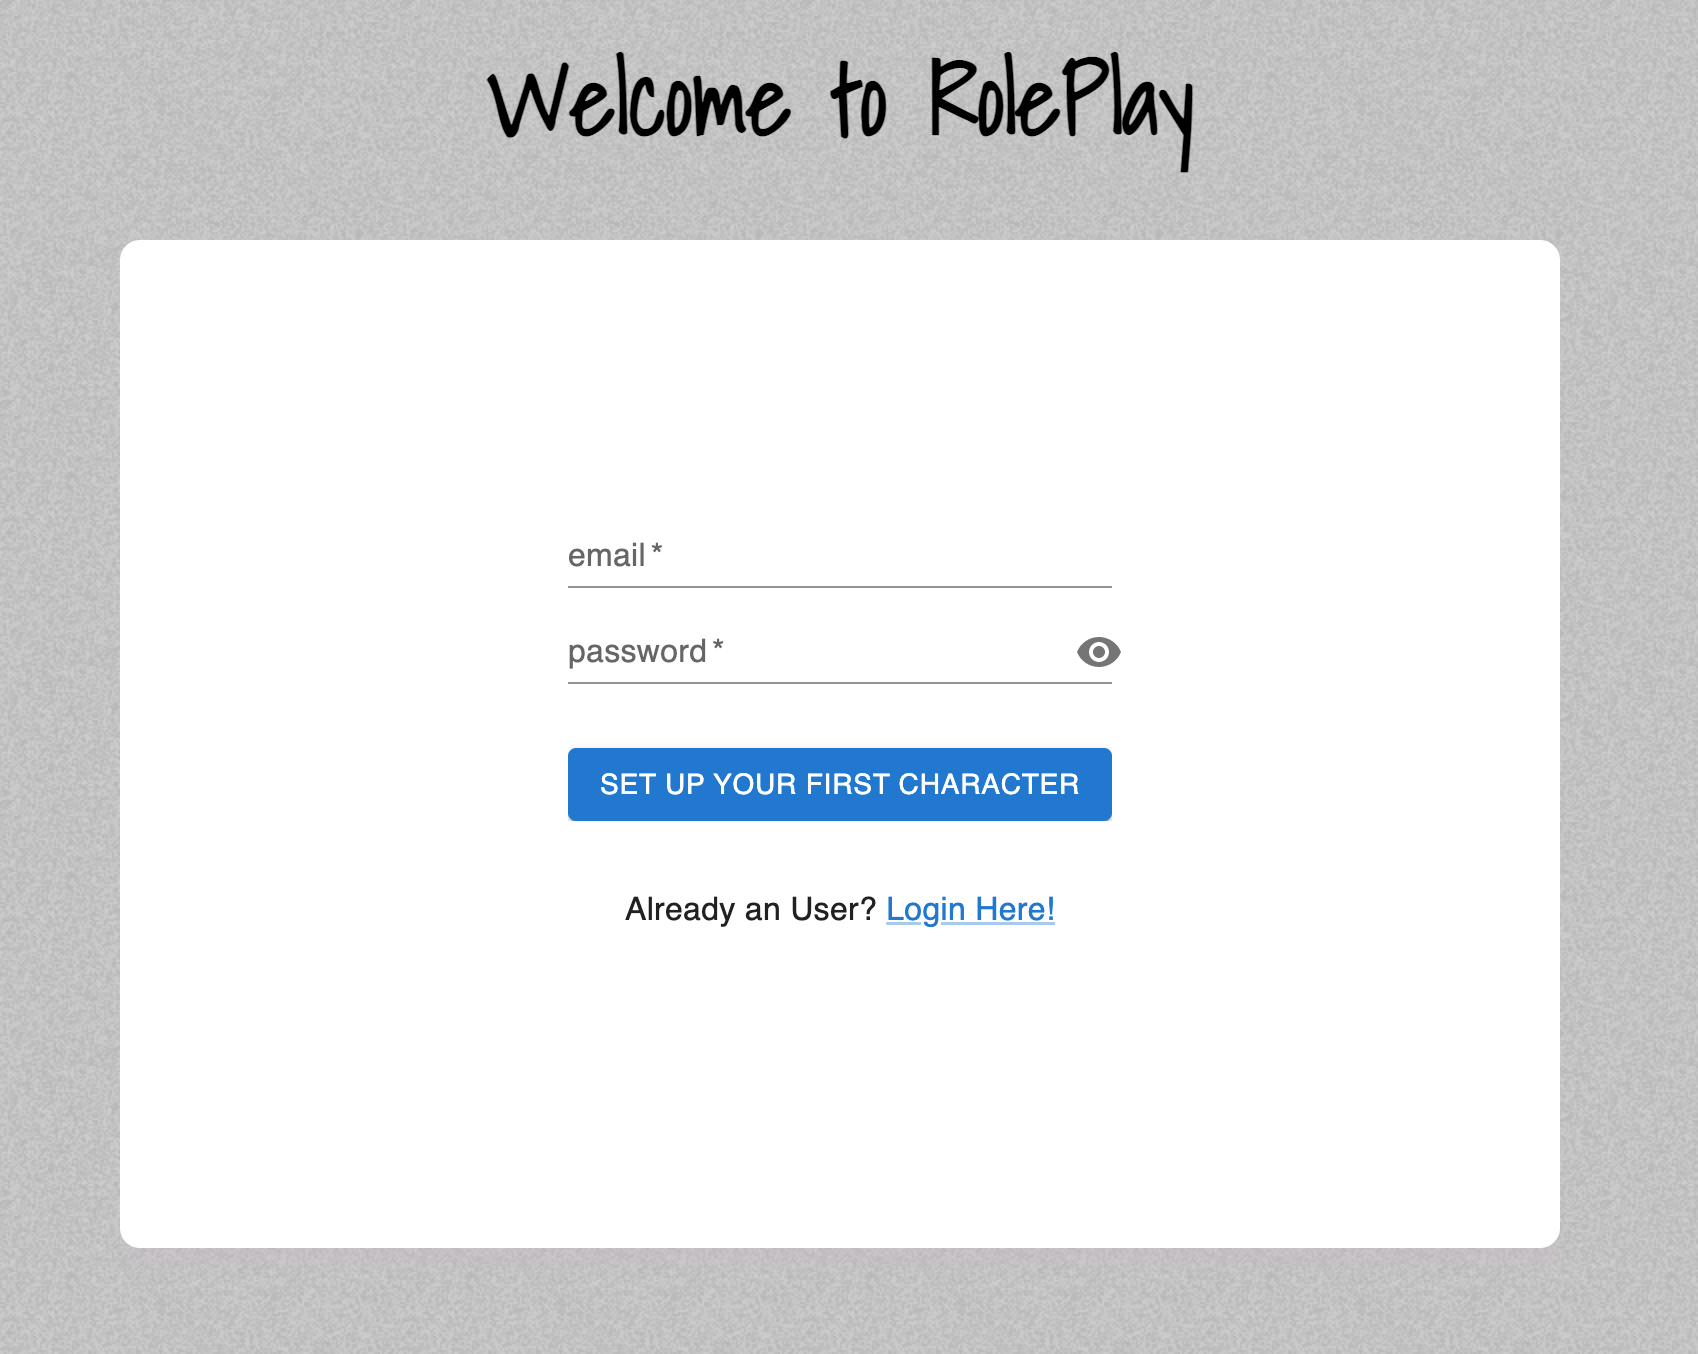 Welcome to RolePlay
email *
password *
SET UP YOUR FIRST CHARACTER
Already an User? Login Here!